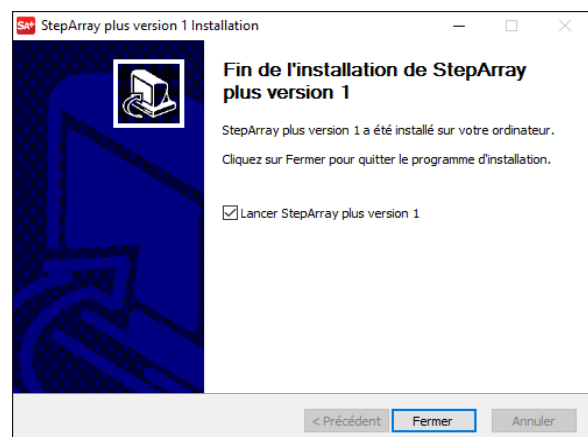 SA+ StepArray plus version 1 Installation
Fin de l'installation de StepArray
plus version 1
StepArray plus version 1 a été installé sur votre ordinateur.
Cliquez sur Fermer pour quitter le programme d'installation.
Lancer StepArray plus version 1
< Précédent Fermer Annuler